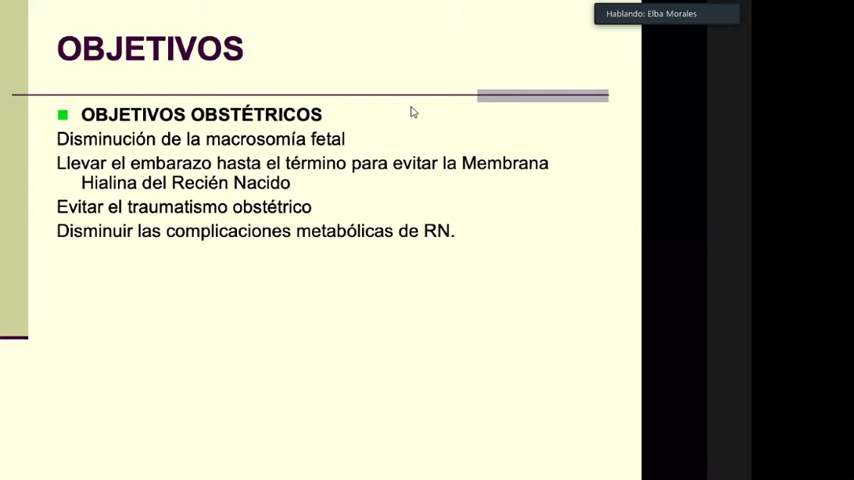 Hablando: Elba Morales
OBJETIVOS
OBJETIVOS OBSTÉTRICOS
Disminución de la macrosomía fetal
Llevar el embarazo hasta el término para evitar la Membrana
Hialina del Recién Nacido
Evitar el traumatismo obstétrico
Disminuir las complicaciones metabólicas de RN.